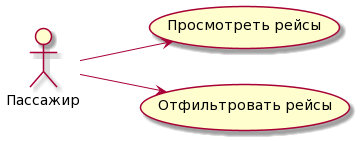 Просмотреть рейсы
Пассажир
Отфильтровать рейсы